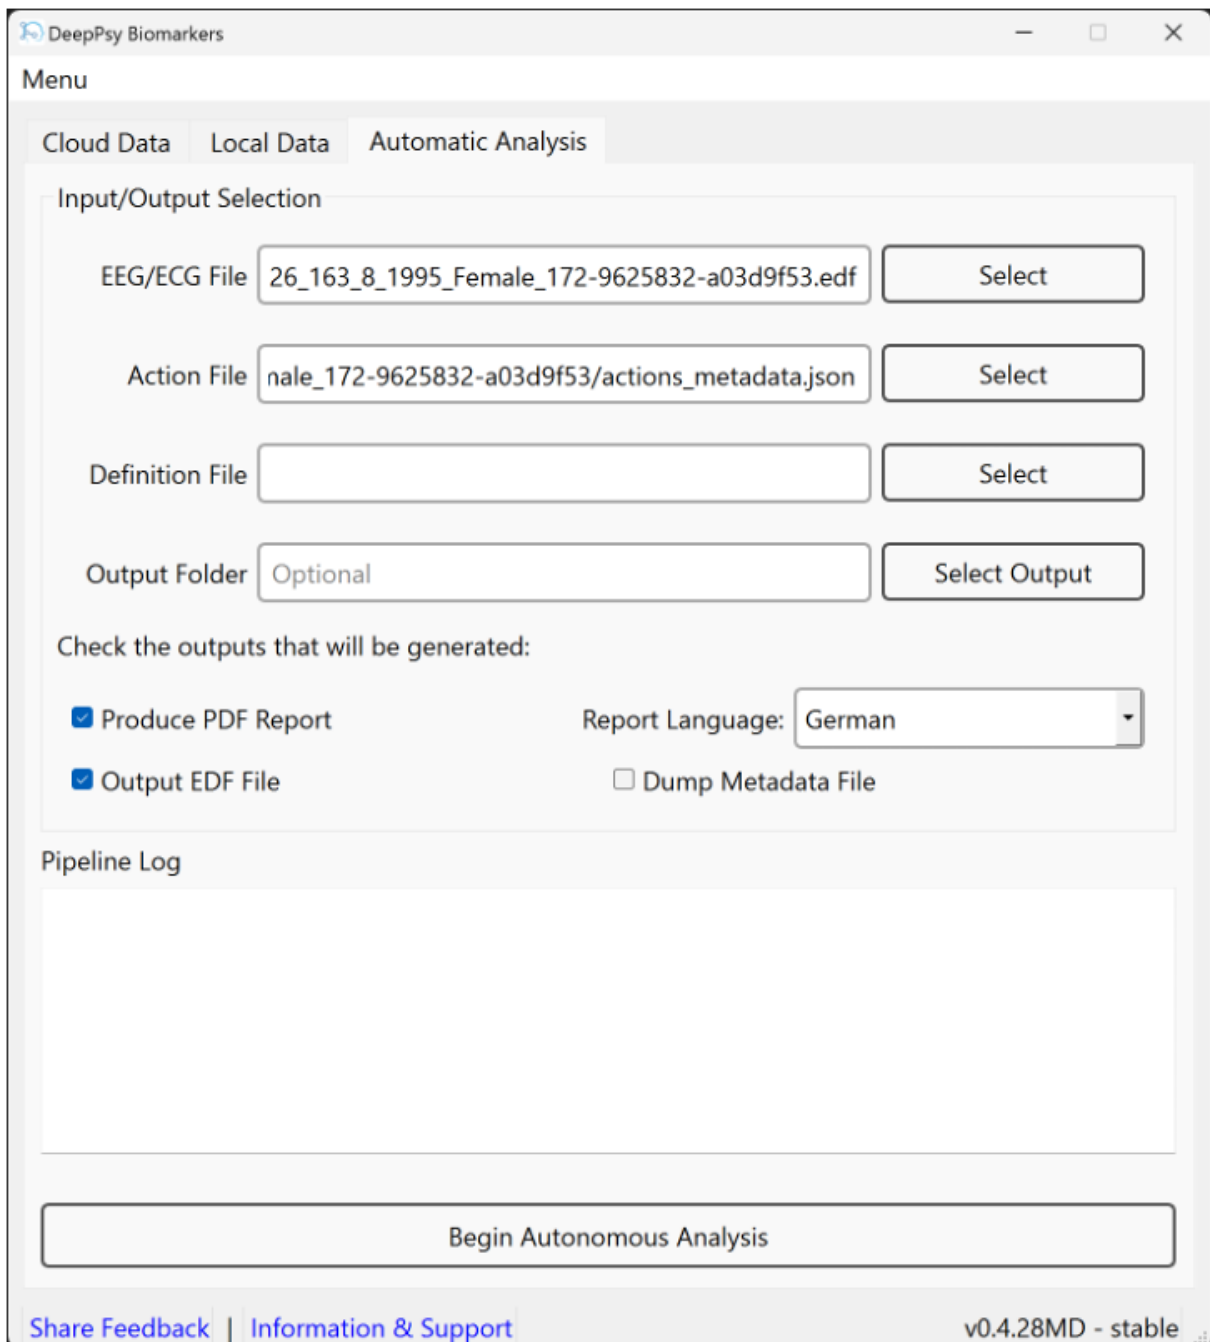 DeepPsy Biomarkers
Menu
Cloud Data Local Data Automatic Analysis
Input/Output Selection
EEG/ECG File 26_163_8_1995_Female_172-9625832-a03d9f53.edf Select
Action File male_172-9625832-a03d9f53/actions_metadata.json Select
Definition File Select
Output Folder Optional Select Output
Check the outputs that will be generated:
Produce PDF Report Report Language: German
Output EDF File Dump Metadata File
Pipeline Log
Begin Autonomous Analysis
Share Feedback | Information & Support v0.4.28MD - stable